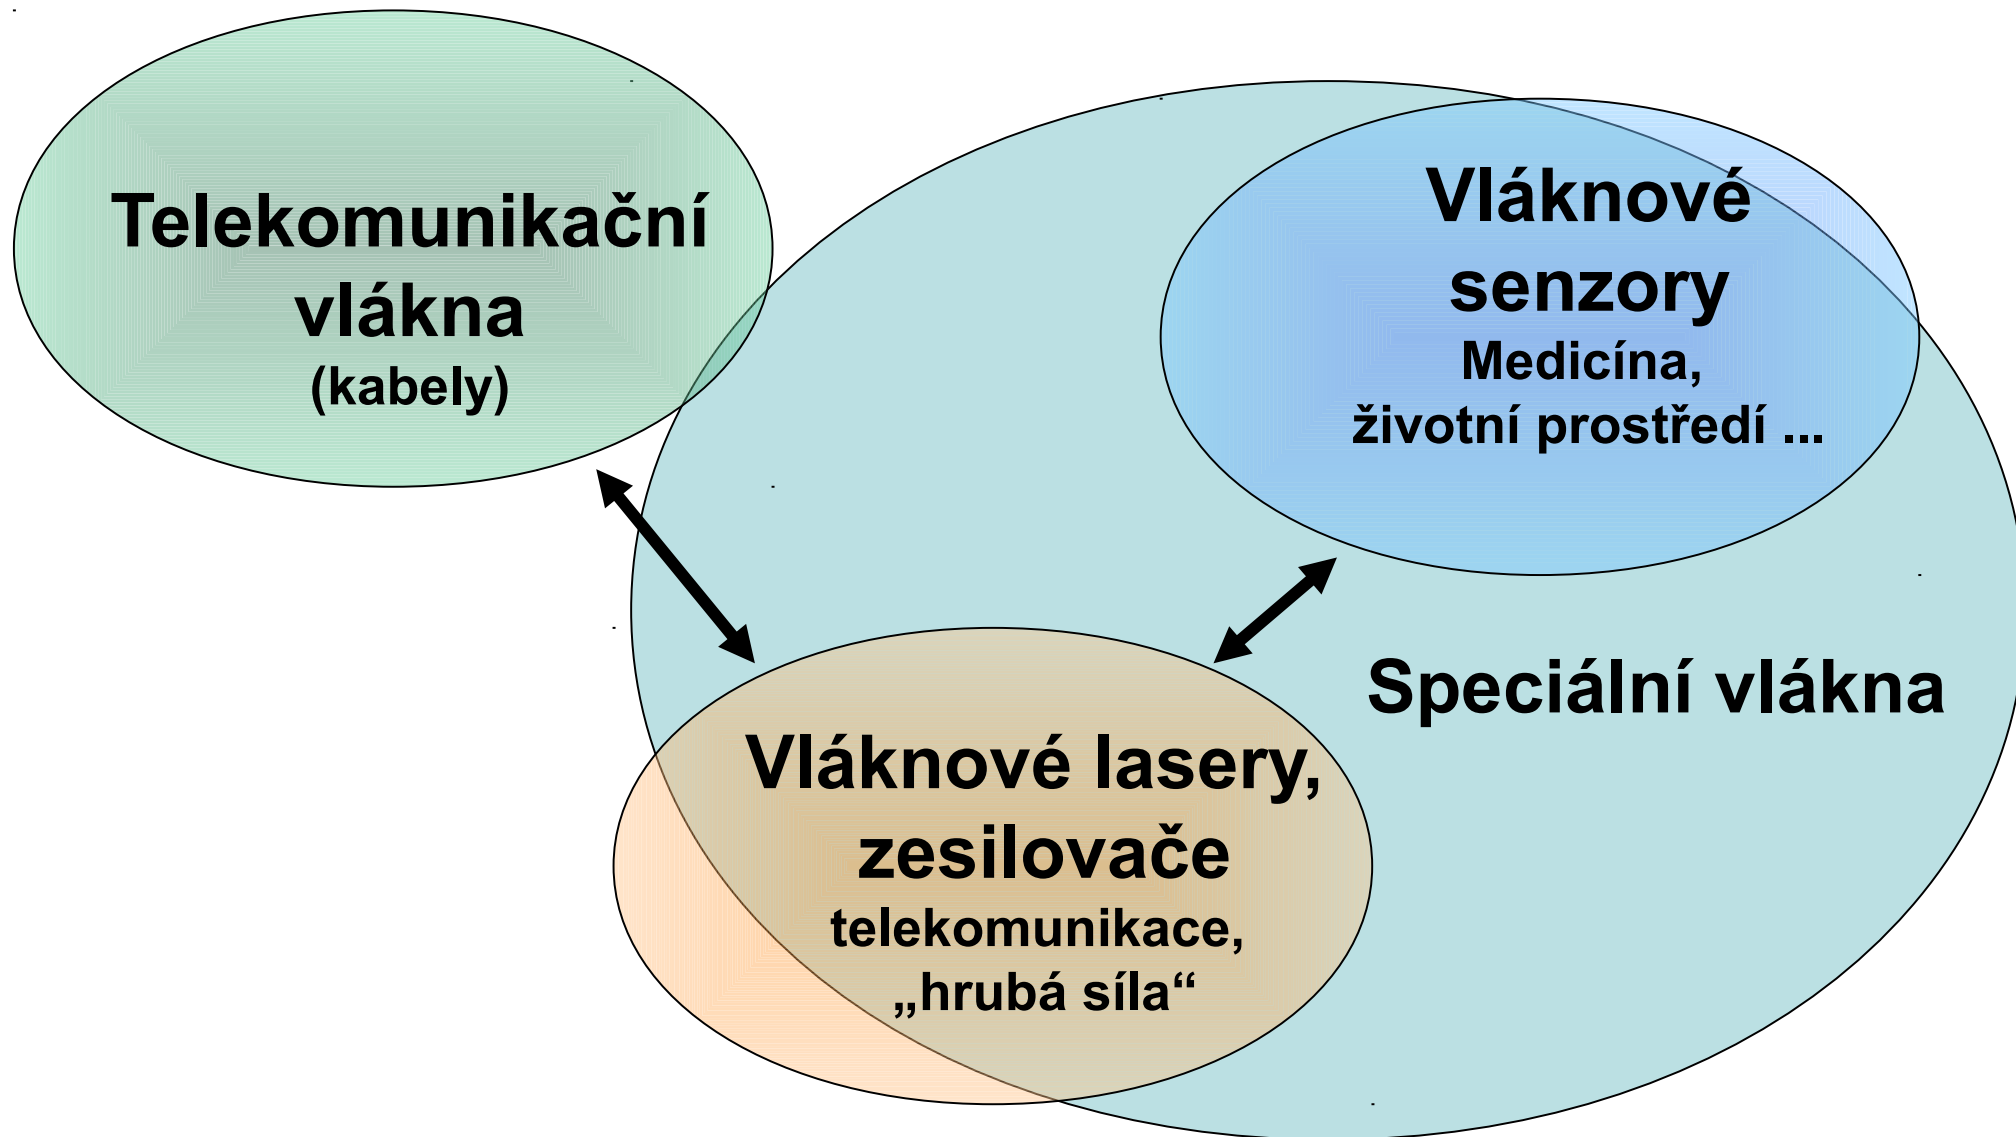 Telekomunikační
vlákna
(kabely)
Vláknové
senzory
Medicína,
životní prostředí ...
Speciální vlákna
Vláknové lasery,
zesilovače
telekomunikace,
„hrubá síla“